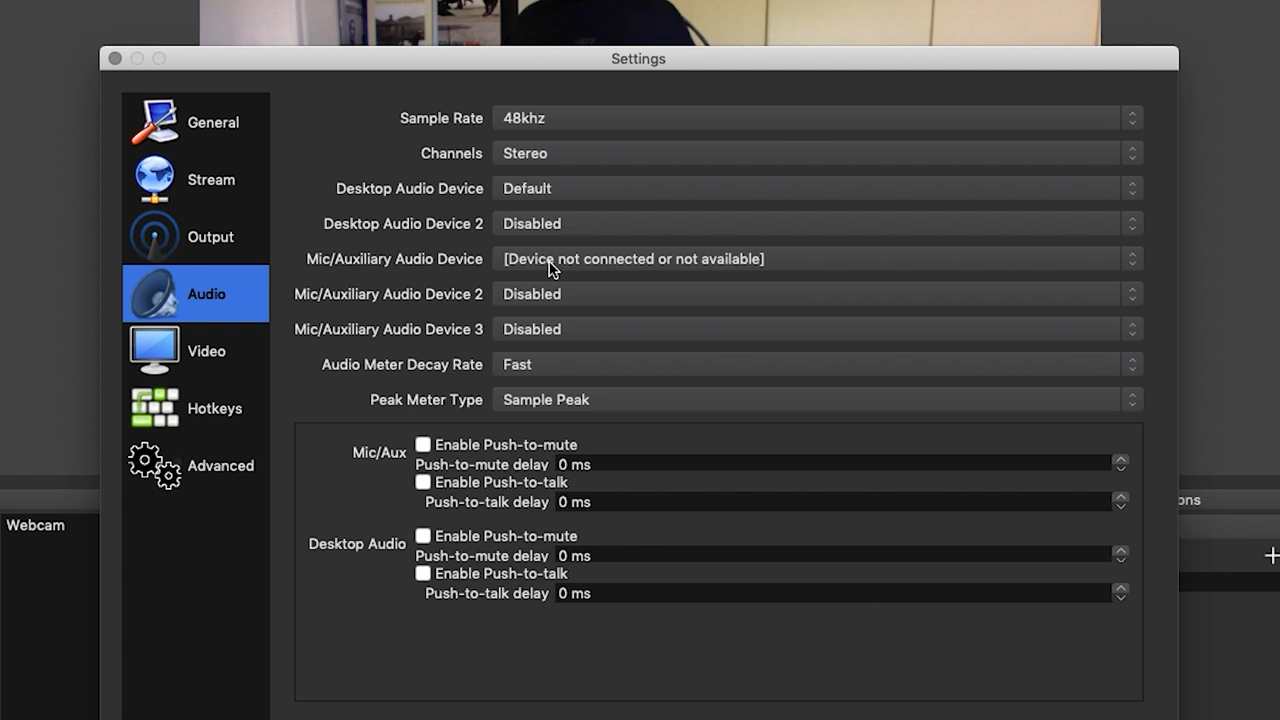 Settings
General
Stream
Output
Audio
Video
Hotkeys
Advanced
Sample Rate 48khz
Channels Stereo
Desktop Audio Device Default
Desktop Audio Device 2 Disabled
Mic/Auxiliary Audio Device [Device not connected or not available]
Mic/Auxiliary Audio Device 2 Disabled
Mic/Auxiliary Audio Device 3 Disabled
Audio Meter Decay Rate Fast
Peak Meter Type Sample Peak
Mic/Aux Enable Push-to-mute
Push-to-mute delay 0 ms
Enable Push-to-talk
Push-to-talk delay 0 ms
Desktop Audio Enable Push-to-mute
Push-to-mute delay 0 ms
Enable Push-to-talk
Push-to-talk delay 0 ms
Webcam
ons